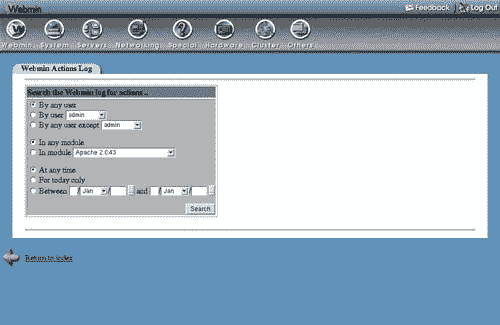 Webmin
Feedback Log Out
Webmin System Servers Networking Special Hardware Cluster Others
Webmin Actions Log
Search the Webmin log for actions ..
By any user
By user admin
By any user except admin
In any module
In module Apache 2.0.43
At any time
For today only
Between / Jan / ... and / Jan / ...
Search
Return to index